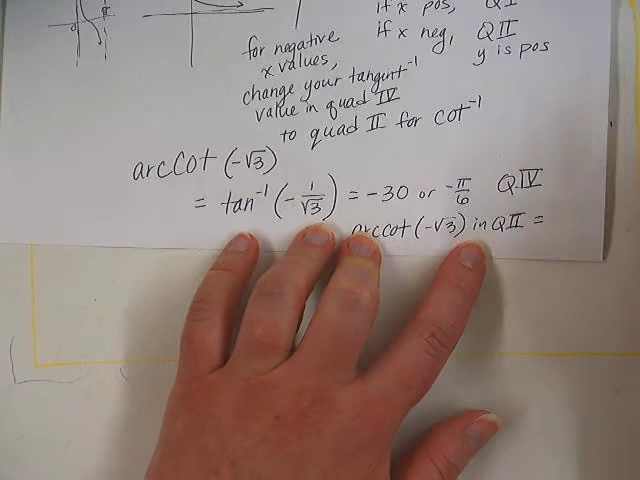 π
if x pos, QI
if x neg, QII
y is pos
for negative
x values,
change your tangent⁻¹
value in quad IV
to quad II for cot⁻¹
arccot (-√3)
= tan⁻¹ (-1/√3) = -30 or -π/6 QIV
arccot (-√3) in QII =